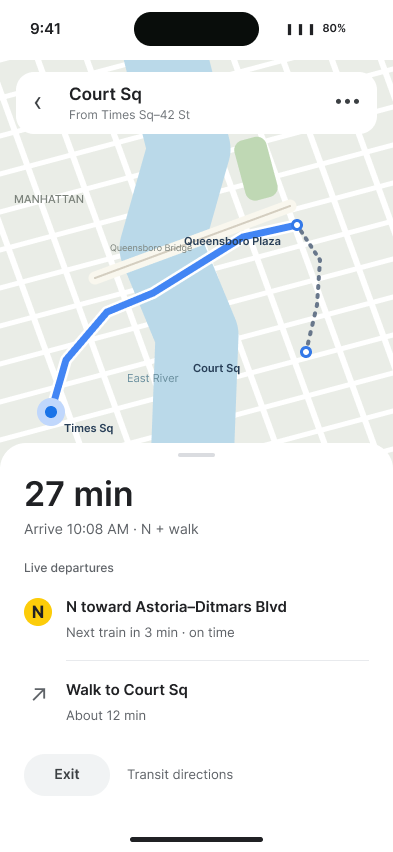 9:41
80%
Court Sq
From Times Sq–42 St
MANHATTAN
Queensboro Plaza
Queensboro Bridge
Court Sq
East River
Times Sq
27 min
Arrive 10:08 AM · N + walk
Live departures
N
N toward Astoria–Ditmars Blvd
Next train in 3 min · on time
Walk to Court Sq
About 12 min
Exit
Transit directions